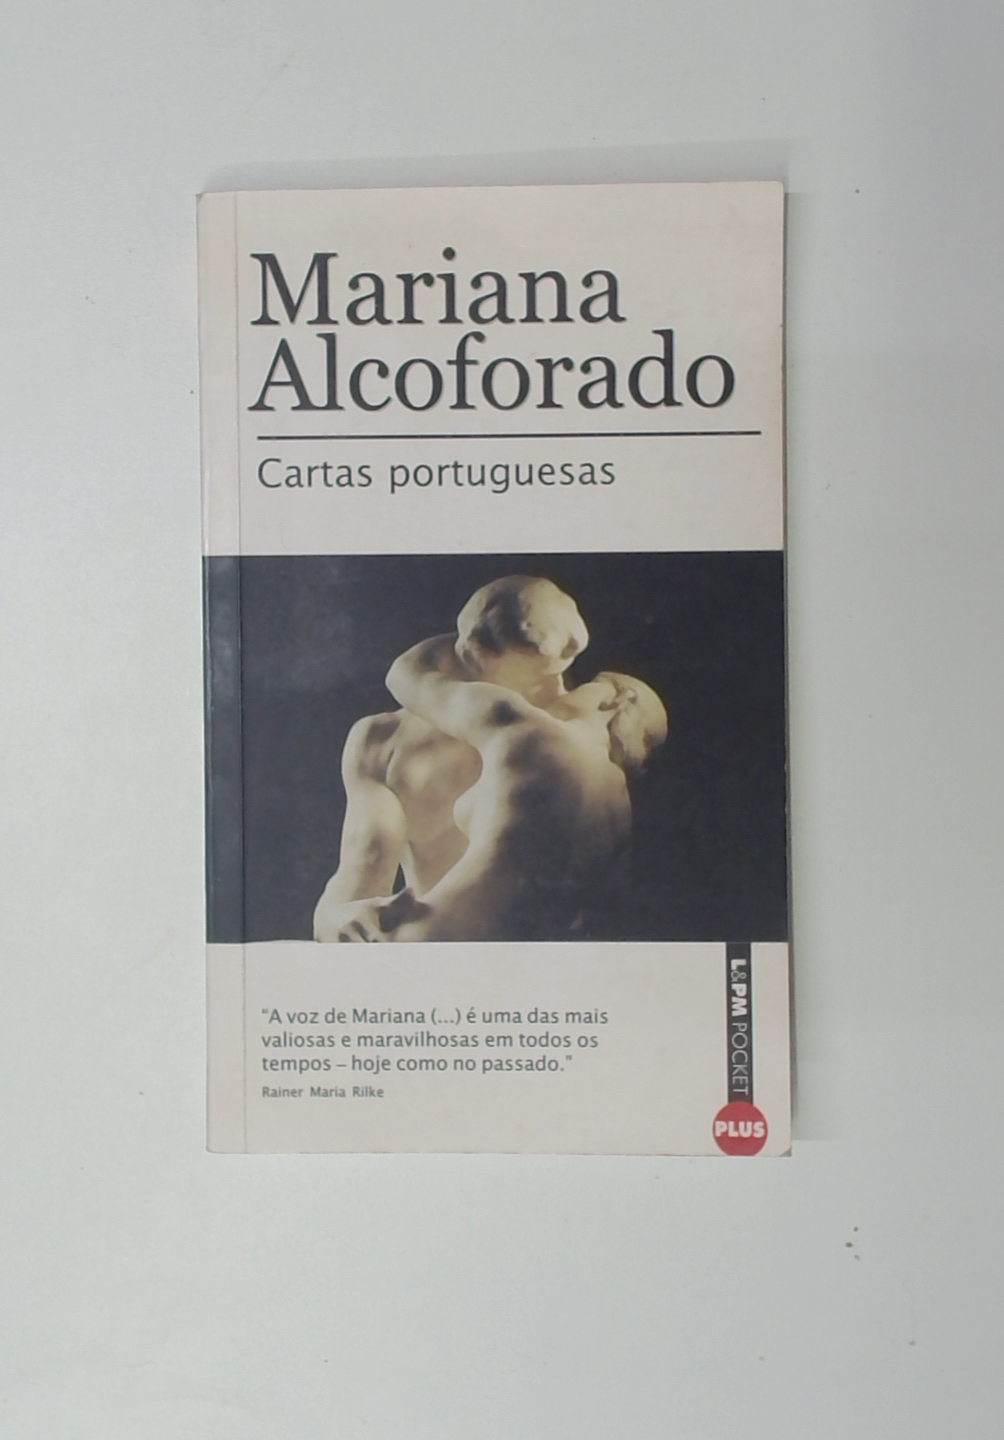 Mariana
Alcoforado
Cartas portuguesas
“A voz de Mariana (...) é uma das mais
valiosas e maravilhosas em todos os
tempos – hoje como no passado.”
Rainer Maria Rilke
L&PM POCKET
PLUS